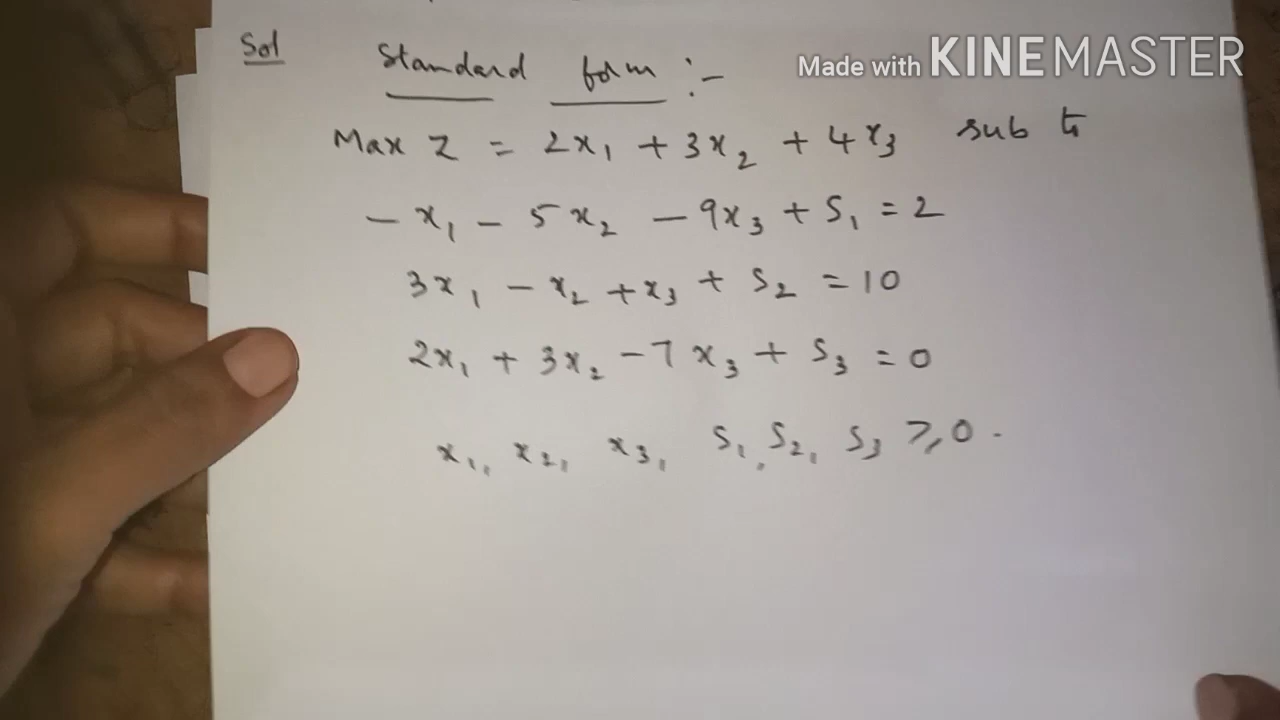 Sol Standard form :-
Made with KINEMASTER
Max Z = 2x₁ + 3x₂ + 4x₃ sub to
- x₁ - 5x₂ - 9x₃ + S₁ = 2
3x₁ - x₂ + x₃ + S₂ = 10
2x₁ + 3x₂ - 7x₃ + S₃ = 0
x₁, x₂, x₃, S₁, S₂, S₃ ≥ 0.